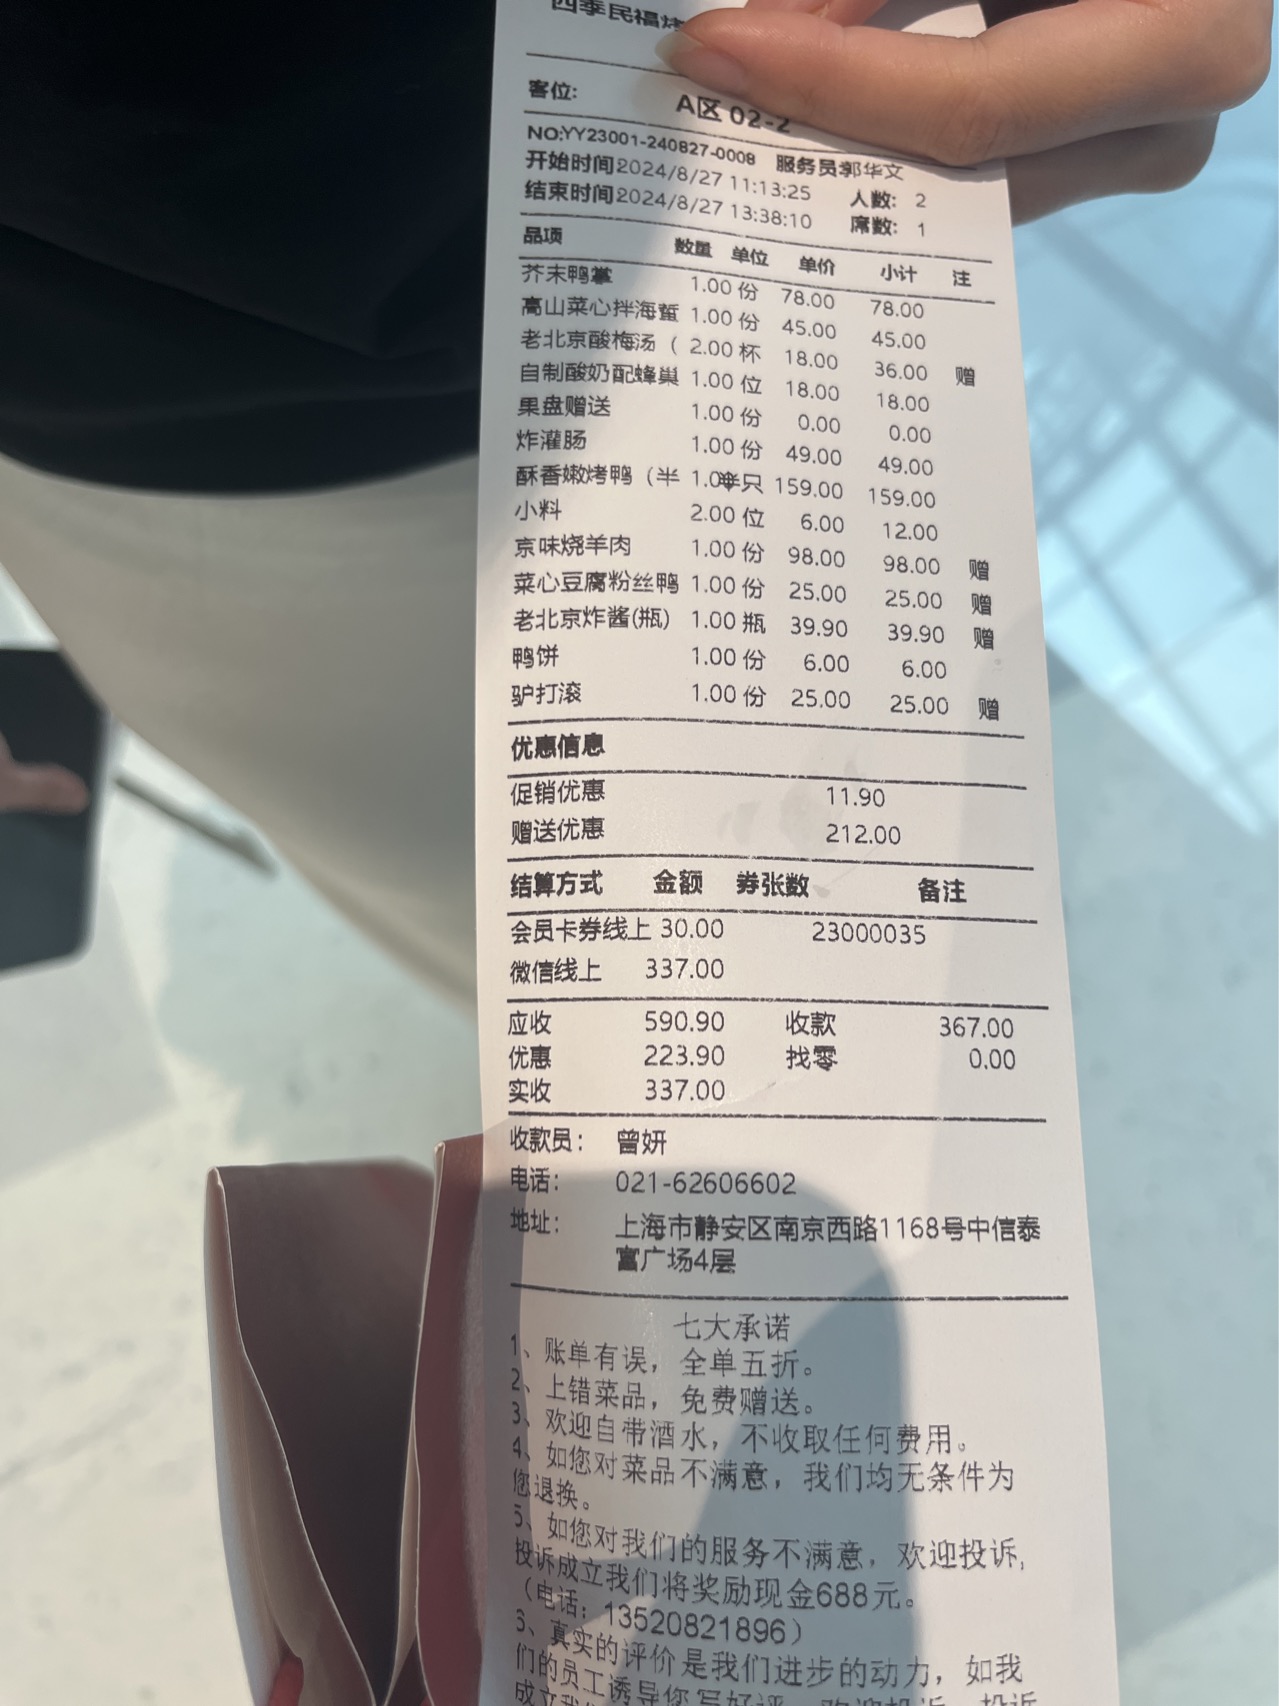 四季民福烤
客位: A区 02-2
NO:YY23001-240827-0008 服务员郭华文
开始时间2024/8/27 11:13:25 人数: 2
结束时间2024/8/27 13:38:10 席数: 1
品项 数量 单位 单价 小计 注
芥末鸭掌 1.00 份 78.00 78.00
高山菜心拌海蜇 1.00 份 45.00 45.00
老北京酸梅汤（ 2.00 杯 18.00 36.00 赠
自制酸奶配蜂巢 1.00 位 18.00 18.00
果盘赠送 1.00 份 0.00 0.00
炸灌肠 1.00 份 49.00 49.00
酥香嫩烤鸭（半 1.00半只 159.00 159.00
小料 2.00 位 6.00 12.00
京味烧羊肉 1.00 份 98.00 98.00 赠
菜心豆腐粉丝鸭 1.00 份 25.00 25.00 赠
老北京炸酱(瓶) 1.00 瓶 39.90 39.90 赠
鸭饼 1.00 份 6.00 6.00
驴打滚 1.00 份 25.00 25.00 赠
优惠信息
促销优惠 11.90
赠送优惠 212.00
结算方式 金额 券张数 备注
会员卡券线上 30.00 23000035
微信线上 337.00
应收 590.90 收款 367.00
优惠 223.90 找零 0.00
实收 337.00
收款员: 曾妍
电话: 021-62606602
地址: 上海市静安区南京西路1168号中信泰
富广场4层
七大承诺
1、账单有误，全单五折。
2、上错菜品，免费赠送。
3、欢迎自带酒水，不收取任何费用。
4、如您对菜品不满意，我们均无条件为
您退换。
5、如您对我们的服务不满意，欢迎投诉,
投诉成立我们将奖励现金688元。
（电话：13520821896）
6、真实的评价是我们进步的动力，如我
们的员工诱导您写好评，欢迎投诉，投诉
成立我们